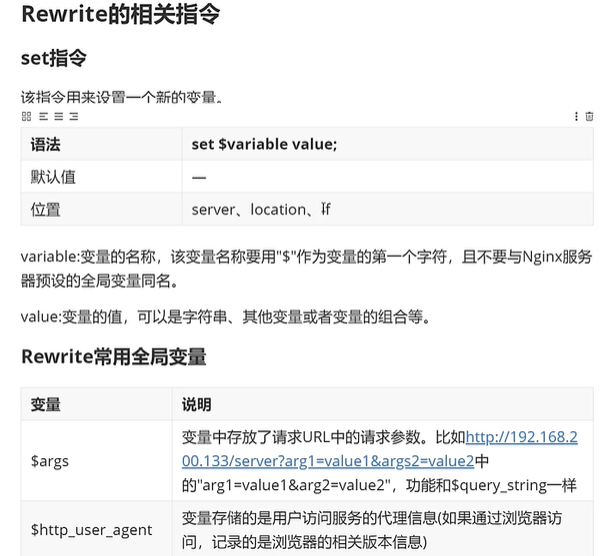 Rewrite的相关指令
set指令
该指令用来设置一个新的变量。
语法 set $variable value;
默认值 —
位置 server、location、if
variable:变量的名称，该变量名称要用"$"作为变量的第一个字符，且不要与Nginx服务
器预设的全局变量同名。
value:变量的值，可以是字符串、其他变量或者变量的组合等。
Rewrite常用全局变量
变量 说明
$args
变量中存放了请求URL中的请求参数。比如http://192.168.2
00.133/server?arg1=value1&args2=value2中
的"arg1=value1&arg2=value2"，功能和$query_string一样
$http_user_agent
变量存储的是用户访问服务的代理信息(如果通过浏览器访
问，记录的是浏览器的相关版本信息)